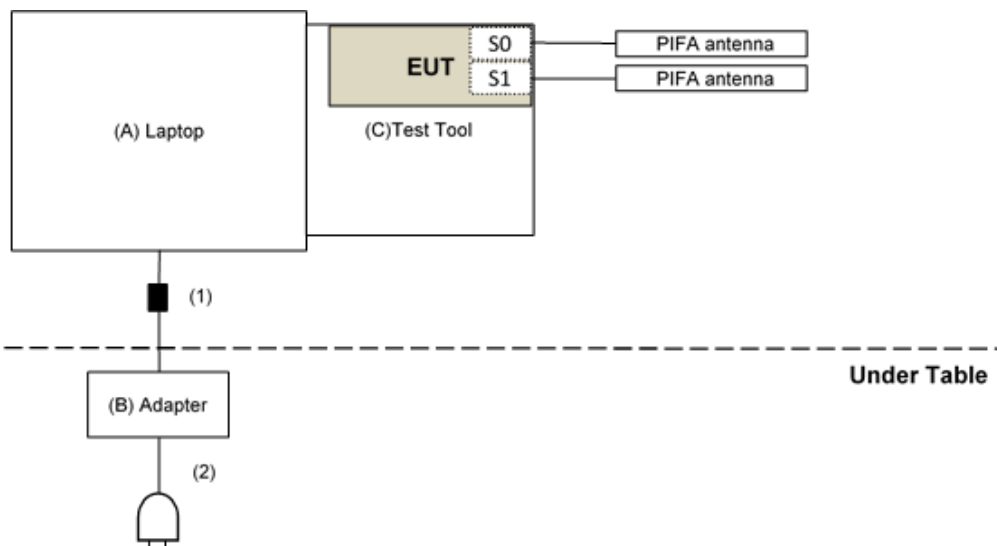 S0
PIFA antenna
EUT
S1
PIFA antenna
(A) Laptop
(C)Test Tool
(1)
Under Table
(B) Adapter
(2)